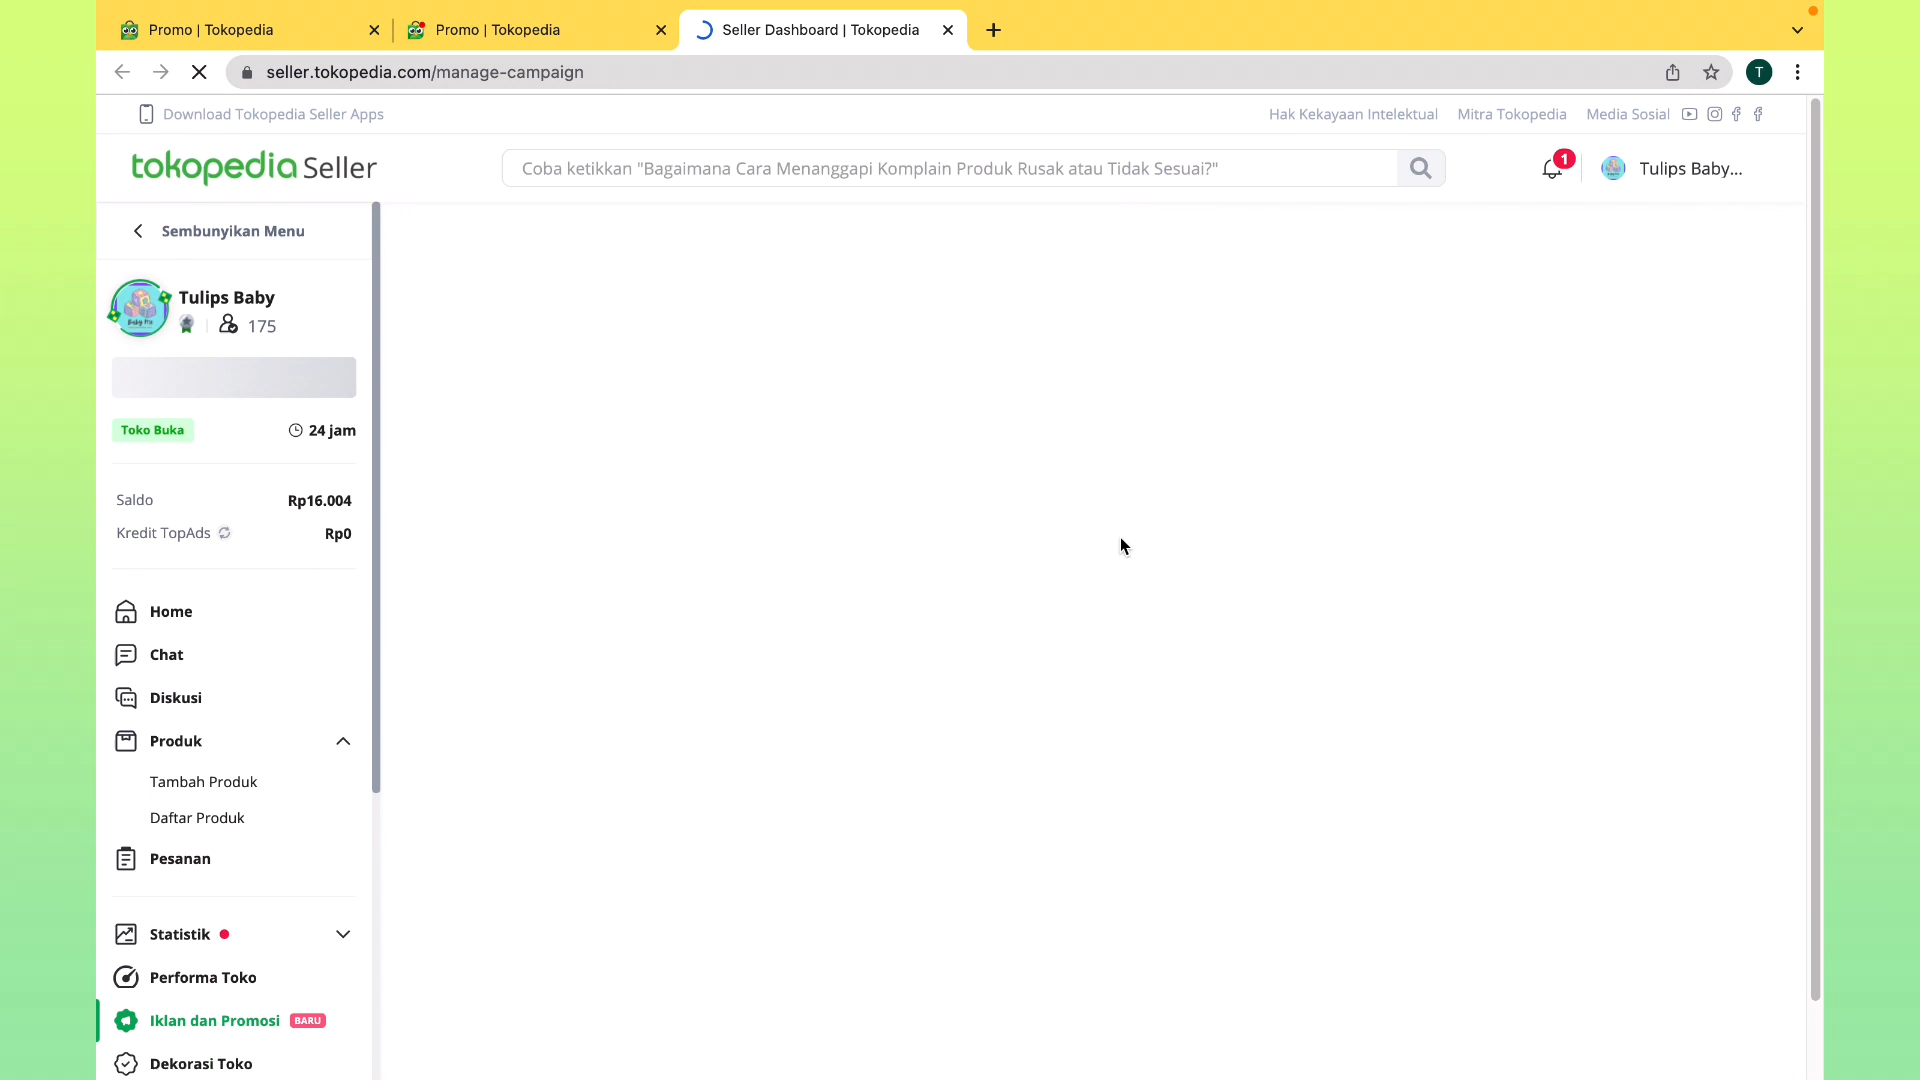 Promo | Tokopedia
Promo | Tokopedia
Seller Dashboard | Tokopedia
seller.tokopedia.com/manage-campaign
T
Download Tokopedia Seller Apps
Hak Kekayaan Intelektual
Mitra Tokopedia
Media Sosial
tokopedia Seller
Coba ketikkan "Bagaimana Cara Menanggapi Komplain Produk Rusak atau Tidak Sesuai?"
1
Tulips Baby...
Sembunyikan Menu
Tulips Baby
175
Toko Buka
24 jam
Saldo
Rp16.004
Kredit TopAds
Rp0
Home
Chat
Diskusi
Produk
Tambah Produk
Daftar Produk
Pesanan
Statistik
Performa Toko
Iklan dan Promosi BARU
Dekorasi Toko